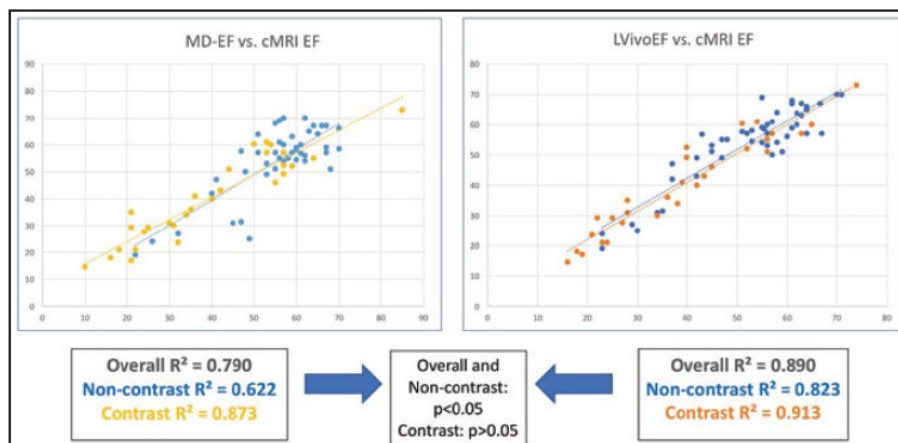 MD-EF vs. cMRI EF
90
80
70
60
50
40
30
20
10
0
0 10 20 30 40 50 60 70 80 90
LVivoEF vs. cMRI EF
80
70
60
50
40
30
20
10
0
0 10 20 30 40 50 60 70 80
Overall R² = 0.790
Non-contrast R² = 0.622
Contrast R² = 0.873
Overall and
Non-contrast:
p<0.05
Contrast: p>0.05
Overall R² = 0.890
Non-contrast R² = 0.823
Contrast R² = 0.913